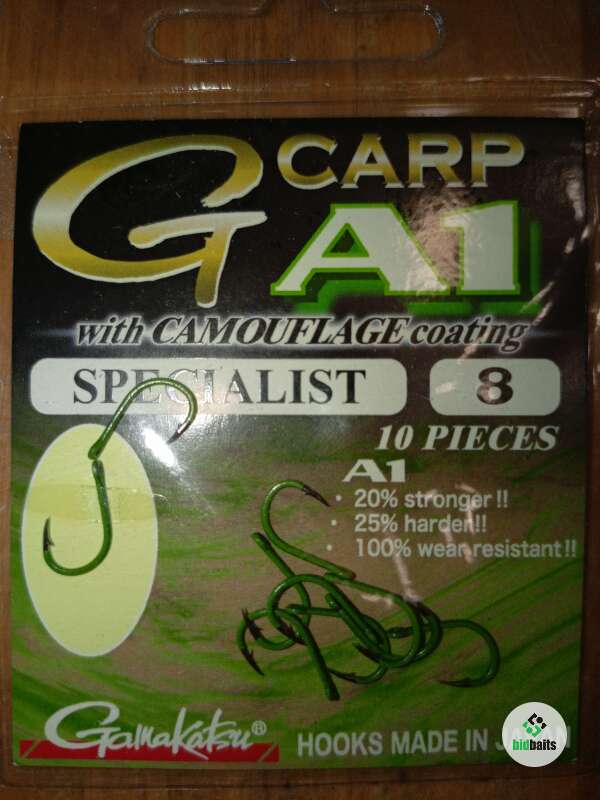 G CARP
A1
with CAMOUFLAGE coating
SPECIALIST 8
10 PIECES
A1
· 20% stronger!!
· 25% harder!!
· 100% wear resistant!!
Gamakatsu®
HOOKS MADE IN
bidbaits